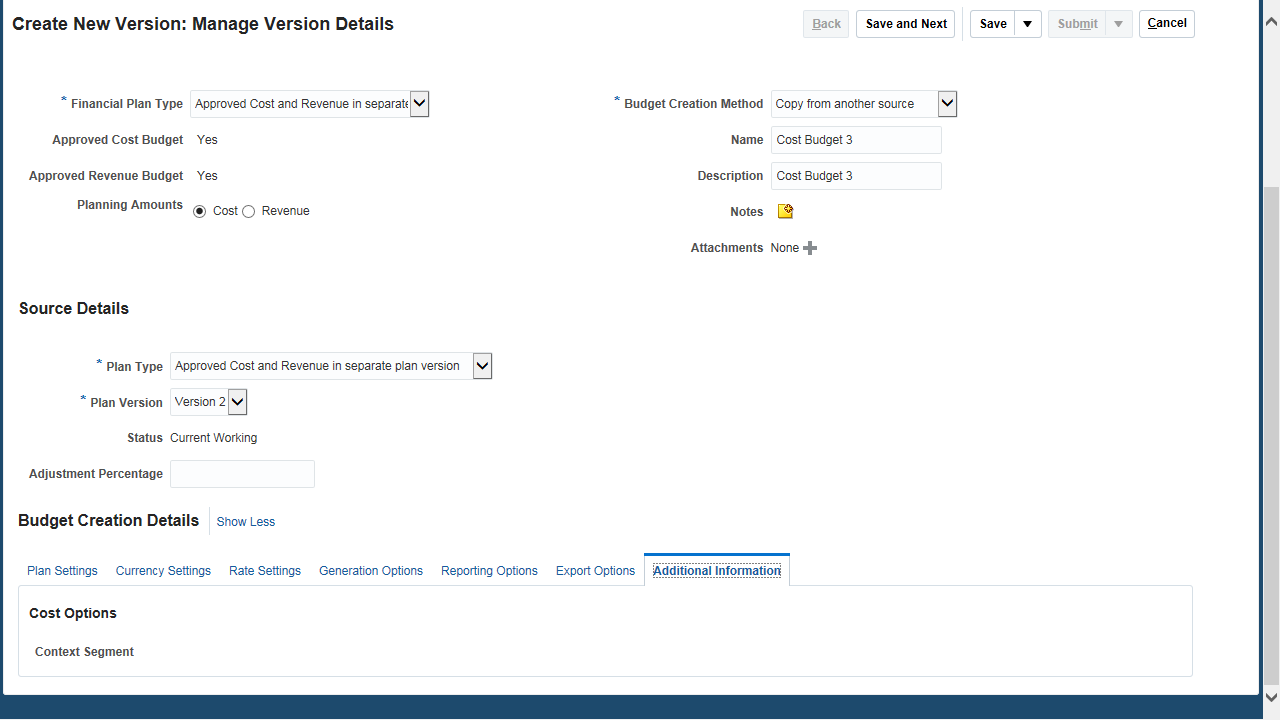 Create New Version: Manage Version Details
Back Save and Next Save Submit Cancel
* Financial Plan Type Approved Cost and Revenue in separate
Approved Cost Budget Yes
Approved Revenue Budget Yes
Planning Amounts Cost Revenue
* Budget Creation Method Copy from another source
Name Cost Budget 3
Description Cost Budget 3
Notes
Attachments None
Source Details
* Plan Type Approved Cost and Revenue in separate plan version
* Plan Version Version 2
Status Current Working
Adjustment Percentage
Budget Creation Details Show Less
Plan Settings Currency Settings Rate Settings Generation Options Reporting Options Export Options Additional Information
Cost Options
Context Segment